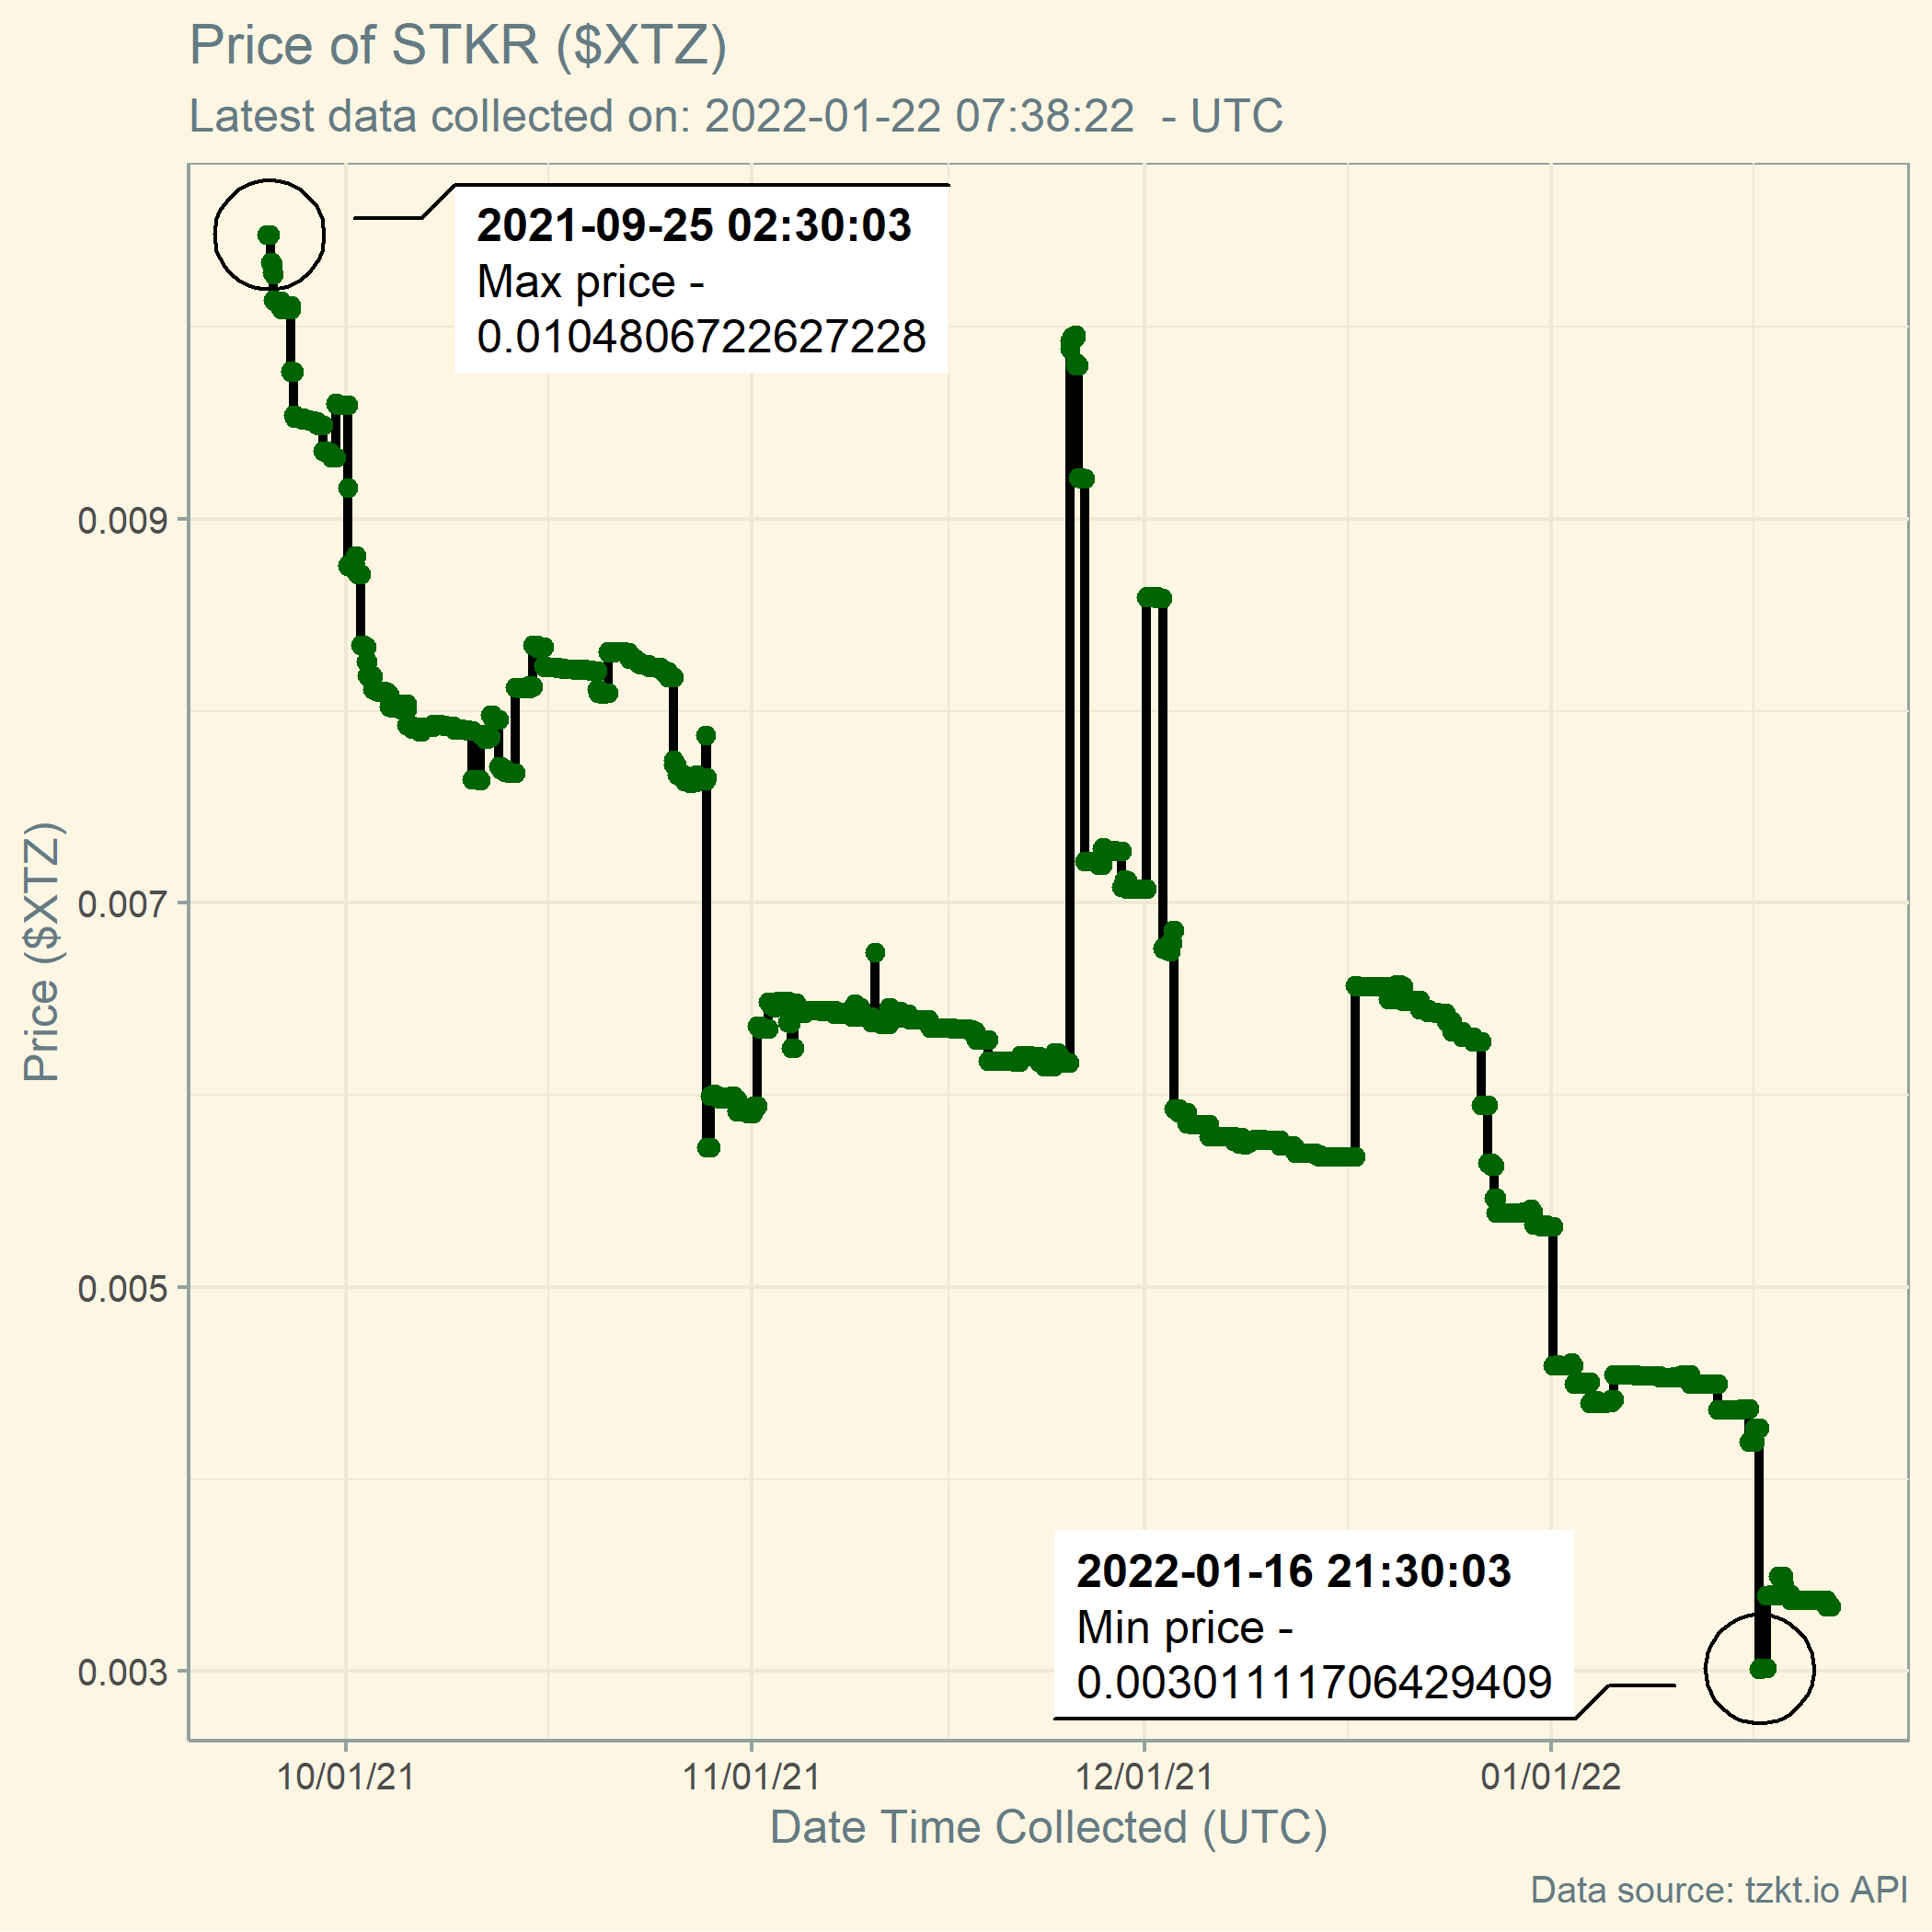 Price of STKR ($XTZ)
Latest data collected on: 2022-01-22 07:38:22  - UTC
2021-09-25 02:30:03
Max price -
0.0104806722627228
0.009
0.007
0.005
0.003
Price ($XTZ)
2022-01-16 21:30:03
Min price -
0.00301111706429409
10/01/21
11/01/21
12/01/21
01/01/22
Date Time Collected (UTC)
Data source: tzkt.io API